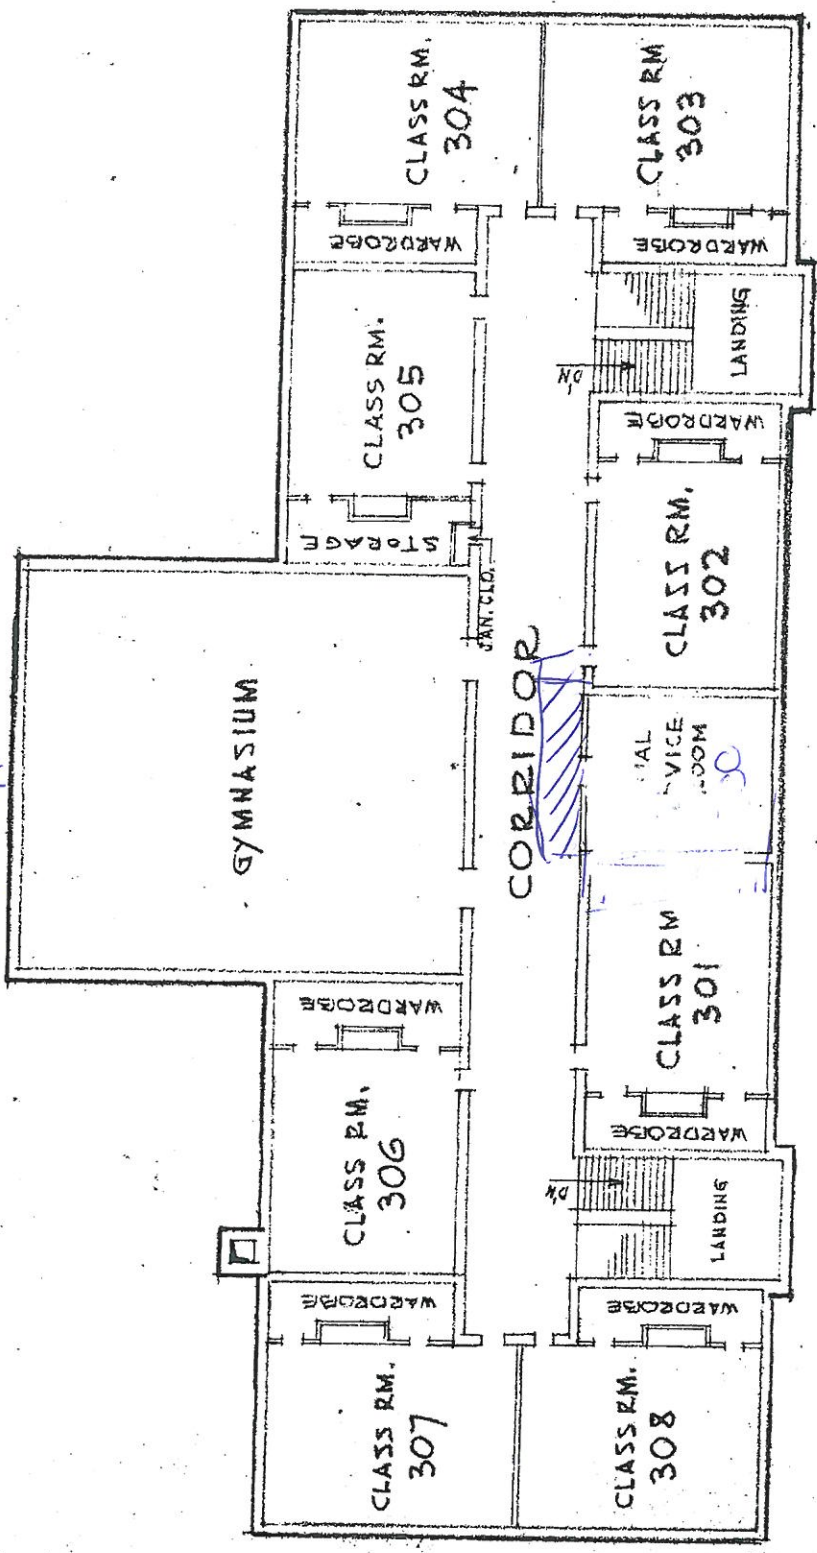 CLASS RM.
307
WARDROBE
CLASS RM.
306
WARDROBE
GYMNASIUM
STORAGE
CLASS RM.
305
WARDROBE
CLASS RM.
304
JAN. CLO.
CORRIDOR
CLASS RM.
308
WARDROBE
LANDING
D'N
WARDROBE
CLASS RM
301
CLASS RM.
302
WARDROBE
LANDING
D'N
WARDROBE
CLASS RM
303